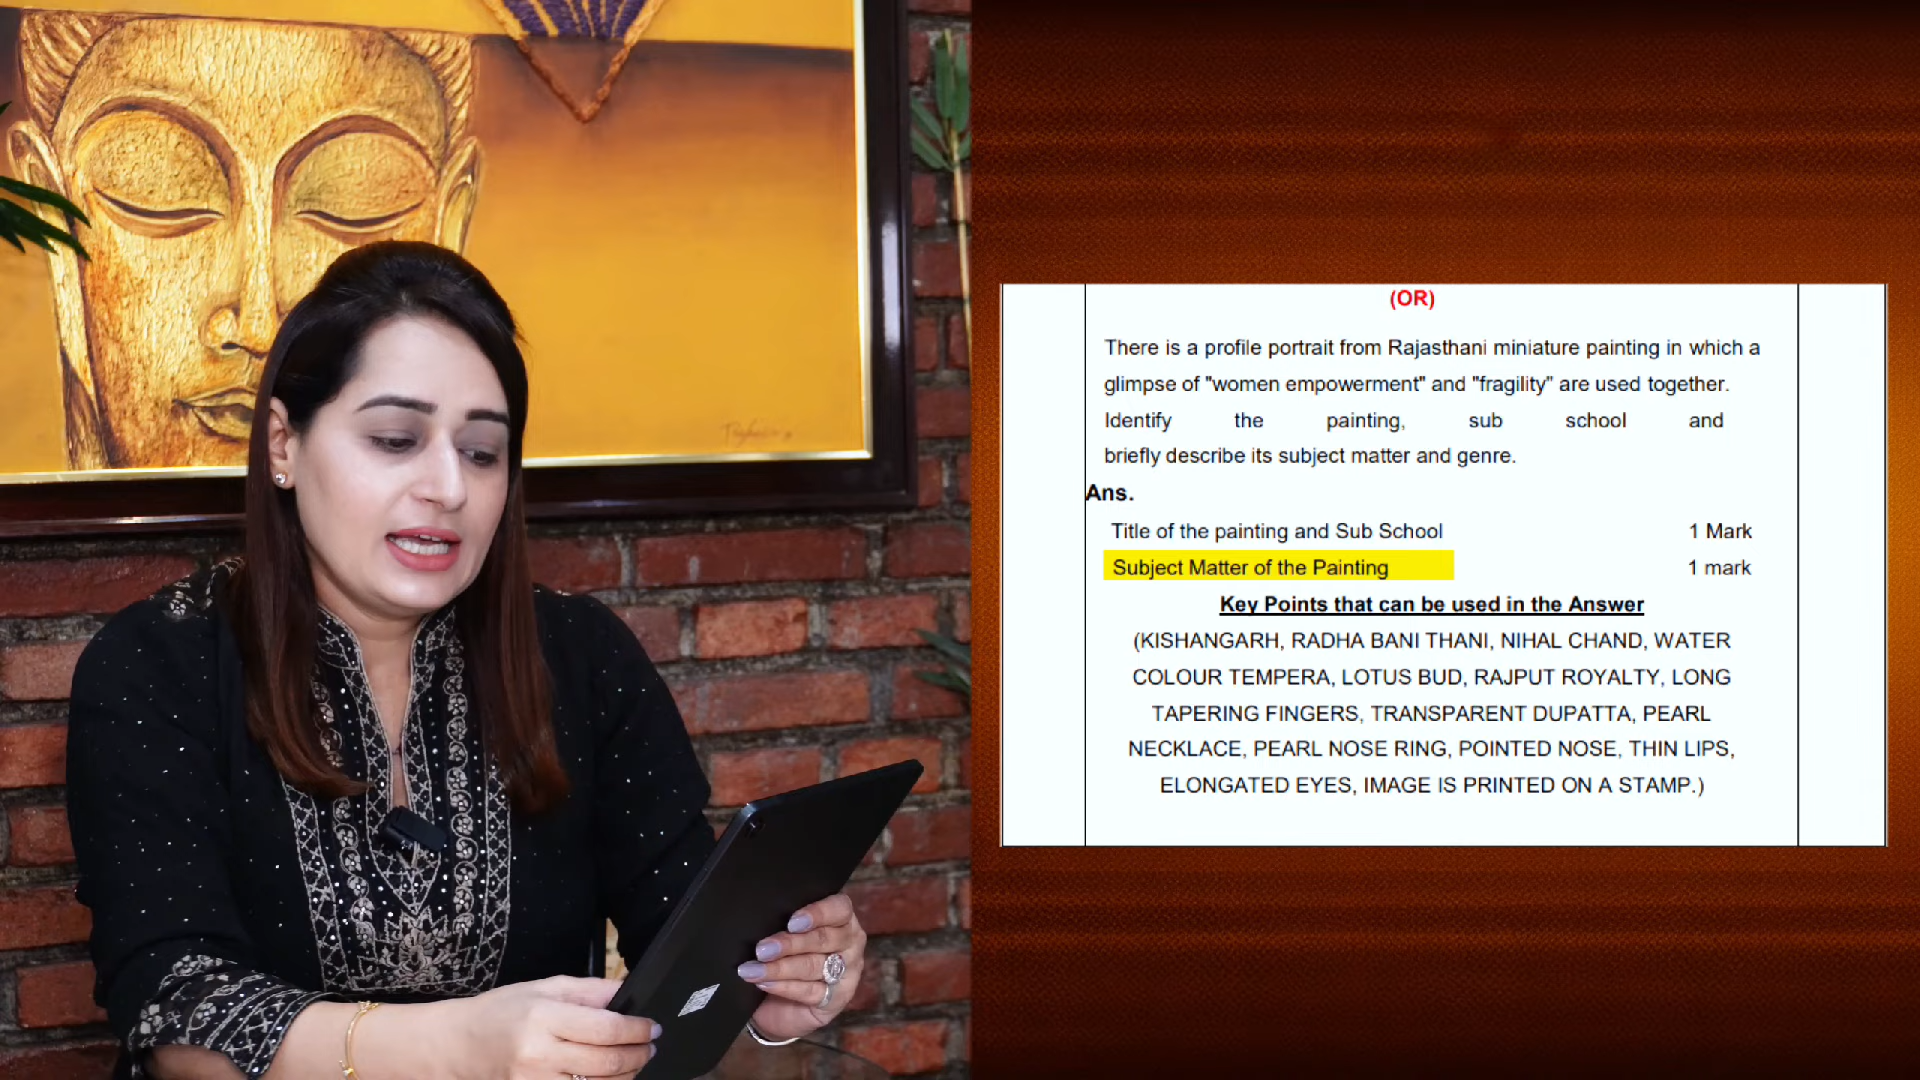 (OR)
There is a profile portrait from Rajasthani miniature painting in which a
glimpse of "women empowerment" and "fragility" are used together.
Identify the painting, sub school and
briefly describe its subject matter and genre.
Ans.
Title of the painting and Sub School 1 Mark
Subject Matter of the Painting 1 mark
Key Points that can be used in the Answer
(KISHANGARH, RADHA BANI THANI, NIHAL CHAND, WATER
COLOUR TEMPERA, LOTUS BUD, RAJPUT ROYALTY, LONG
TAPERING FINGERS, TRANSPARENT DUPATTA, PEARL
NECKLACE, PEARL NOSE RING, POINTED NOSE, THIN LIPS,
ELONGATED EYES, IMAGE IS PRINTED ON A STAMP.)